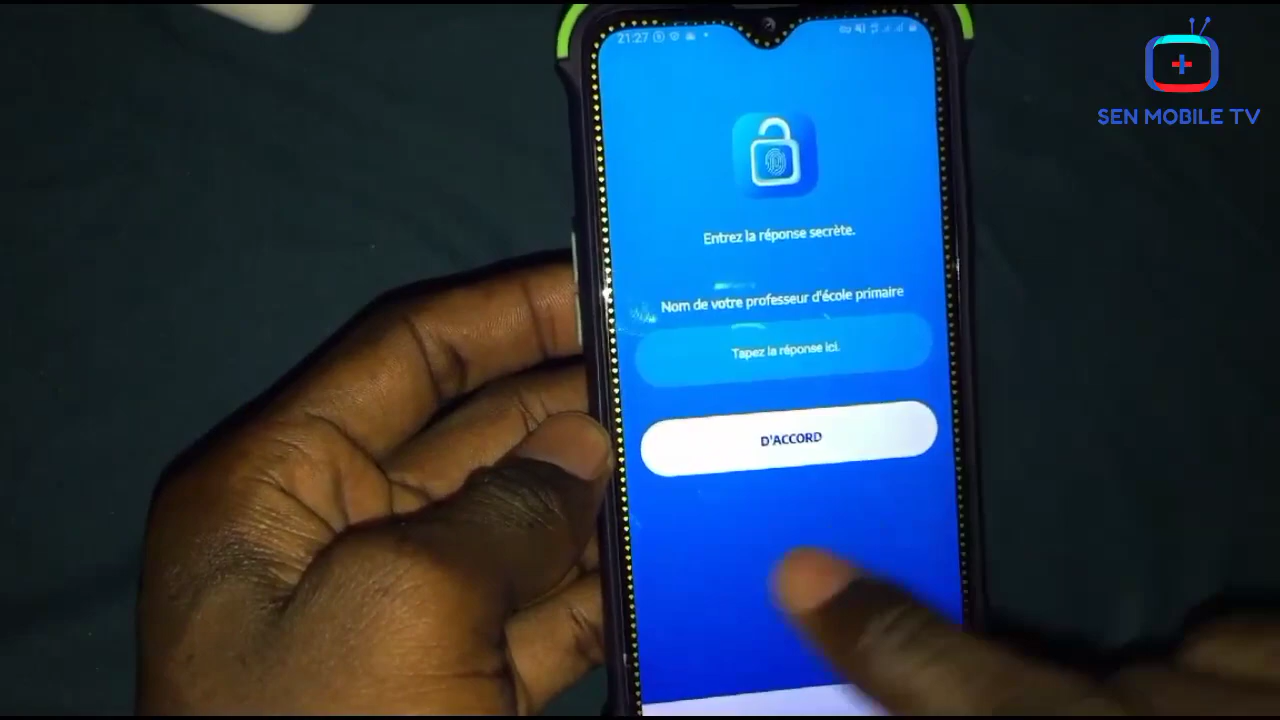 21:27
SEN MOBILE TV
Entrez la réponse secrète.
Nom de votre professeur d'école primaire
Tapez la réponse ici.
D'ACCORD